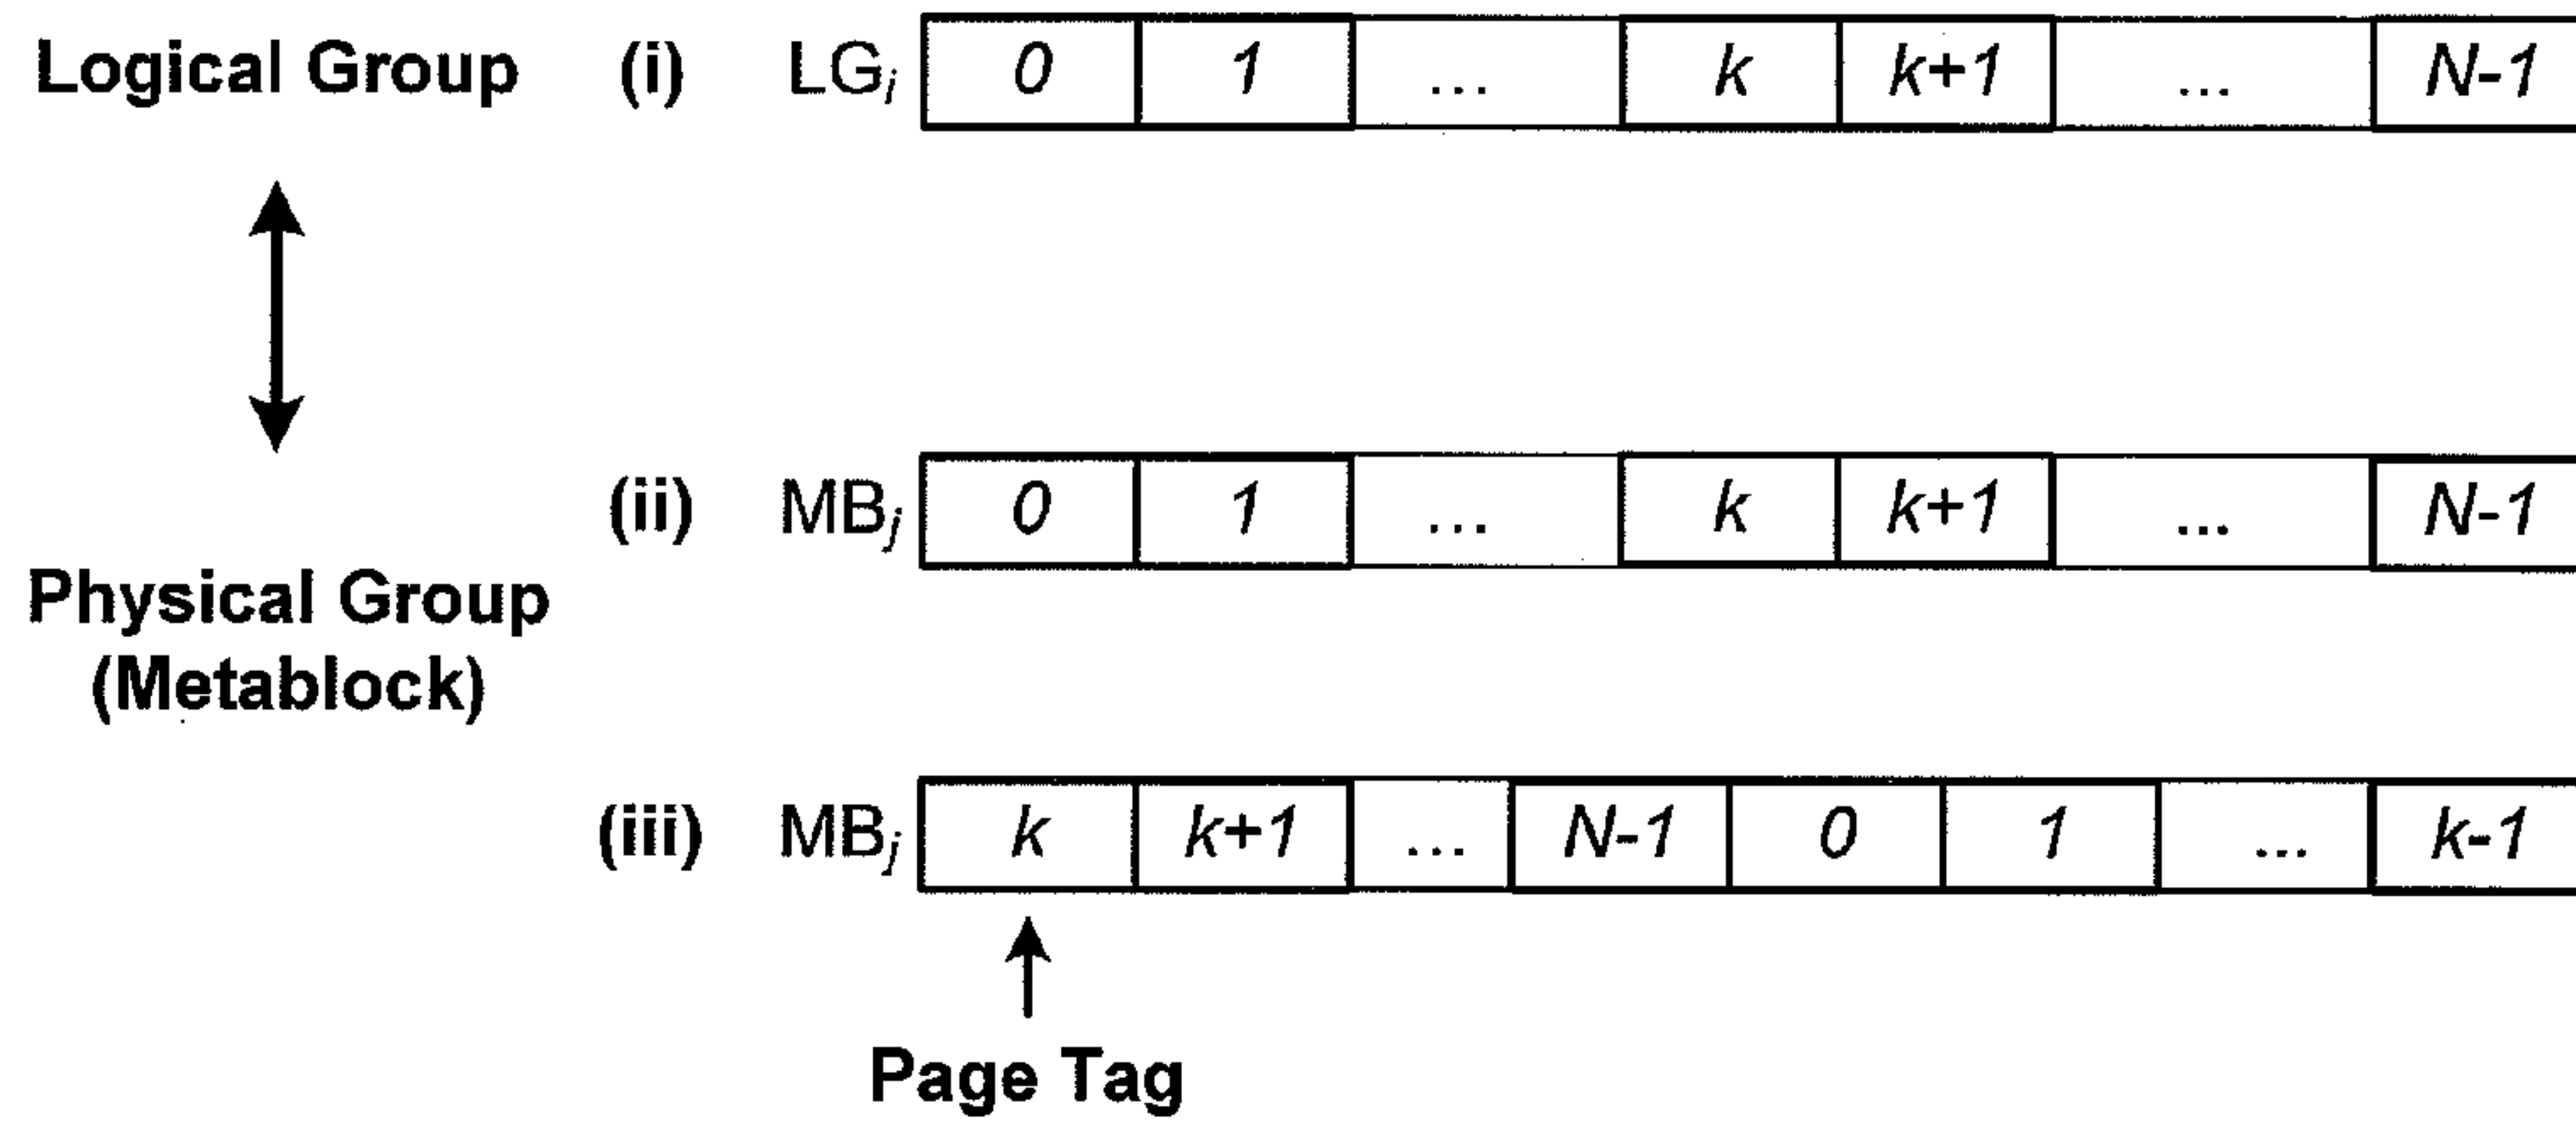 Logical Group (i) LGi 0 1 ... k k+1 ... N-1
(ii) MBj 0 1 ... k k+1 ... N-1
Physical Group
(Metablock)
(iii) MBj k k+1 ... N-1 0 1 ... k-1
Page Tag